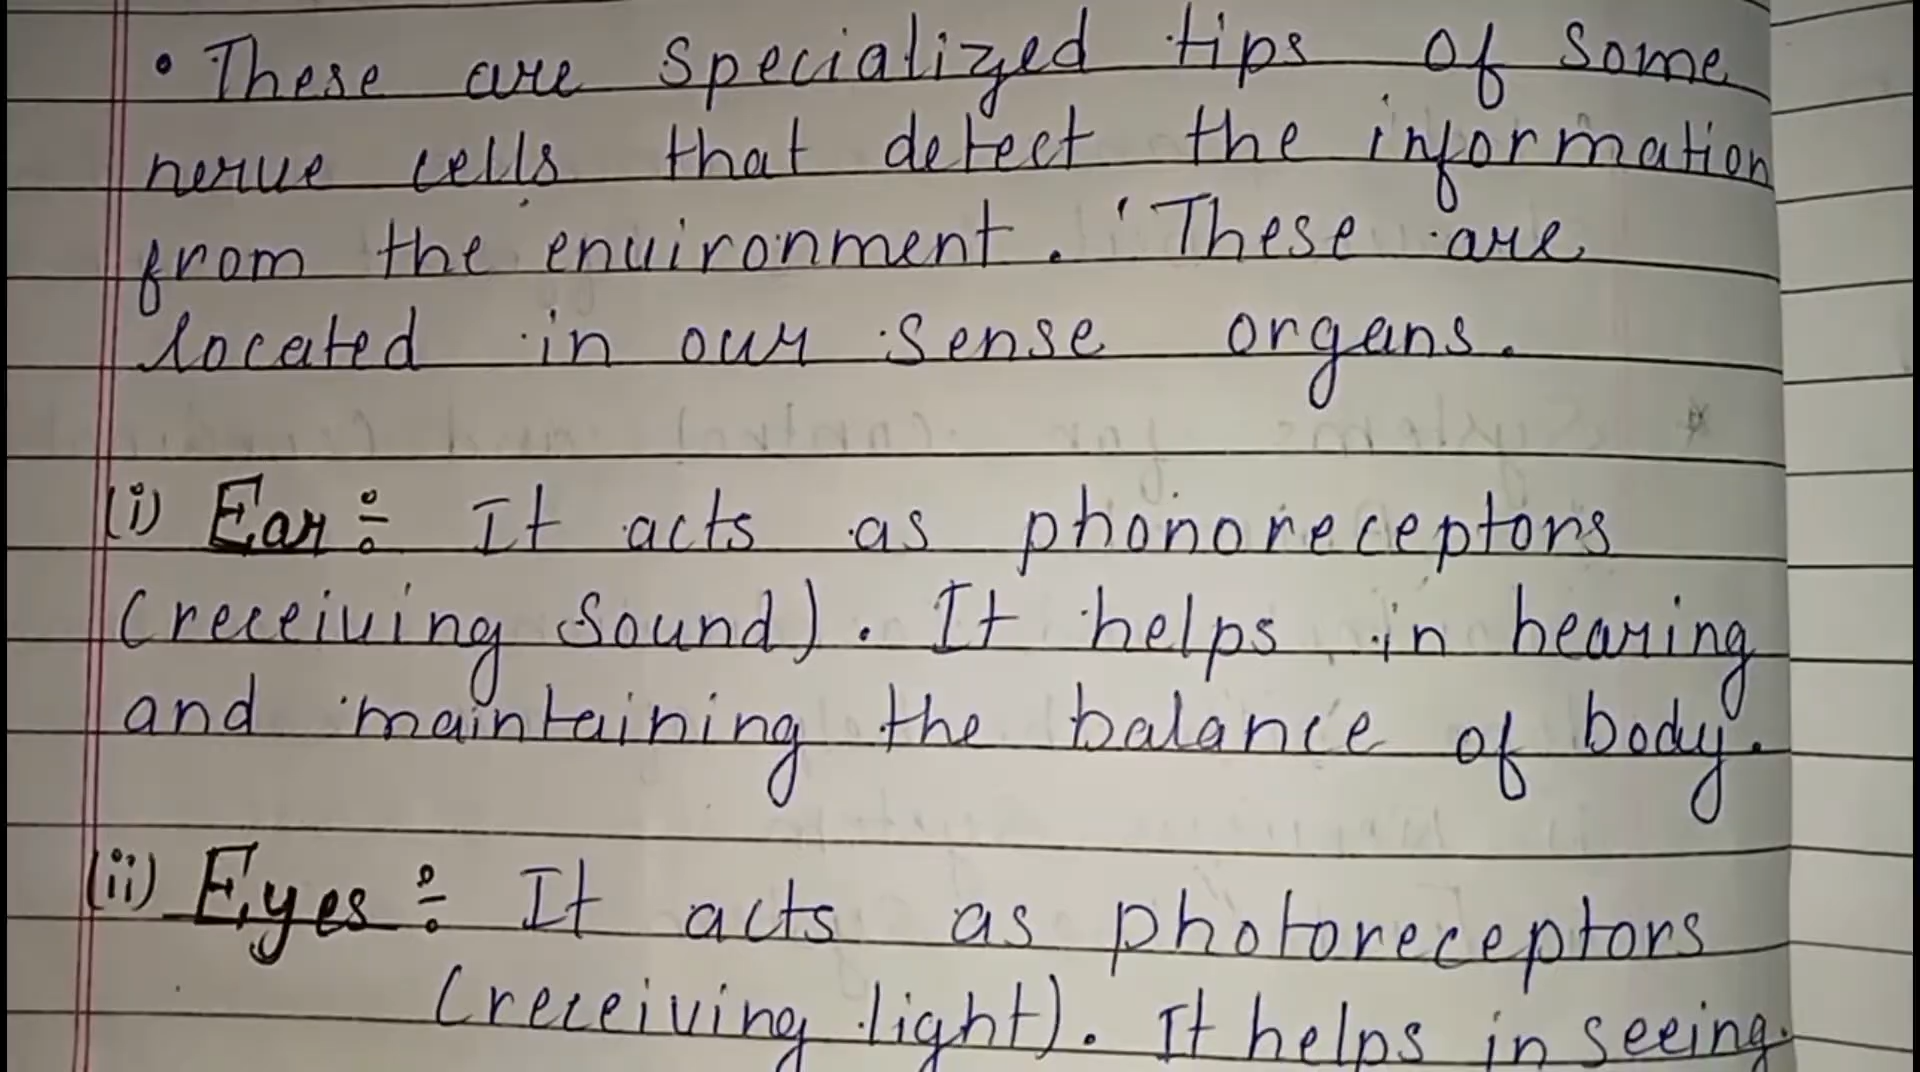 • These are specialized tips of some
nerve cells that detect the information
from the environment. These are
located in our sense organs.
(i) Ear ÷ It acts as phonoreceptors
(receiving sound). It helps in hearing
and maintaining the balance of body.
(ii) Eyes ÷ It acts as photoreceptors
(receiving light). It helps in seeing.